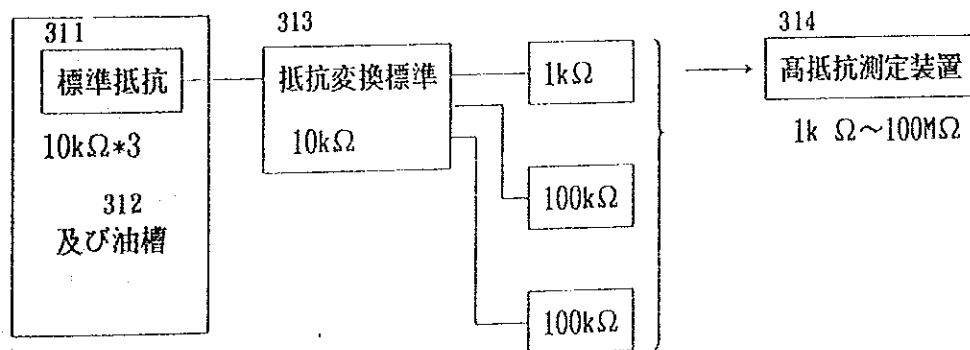 311
標準抵抗
10kΩ*3
312
及び油槽
313
抵抗変換標準
10kΩ
1kΩ
100kΩ
100kΩ
314
高抵抗測定装置
1k Ω～100MΩ